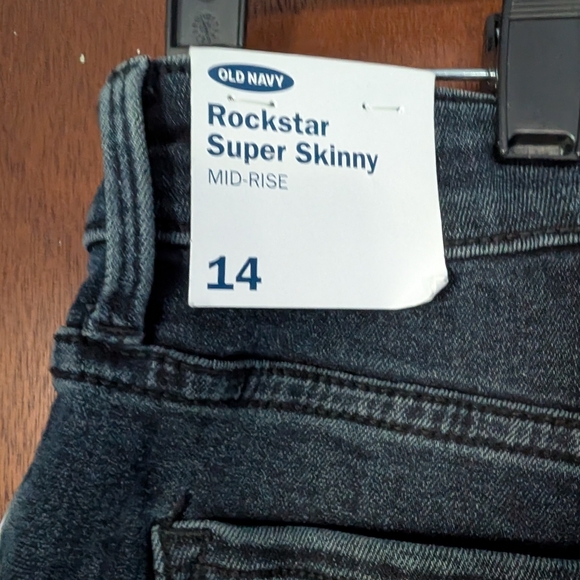 OLD NAVY
Rockstar
Super Skinny
MID-RISE
14